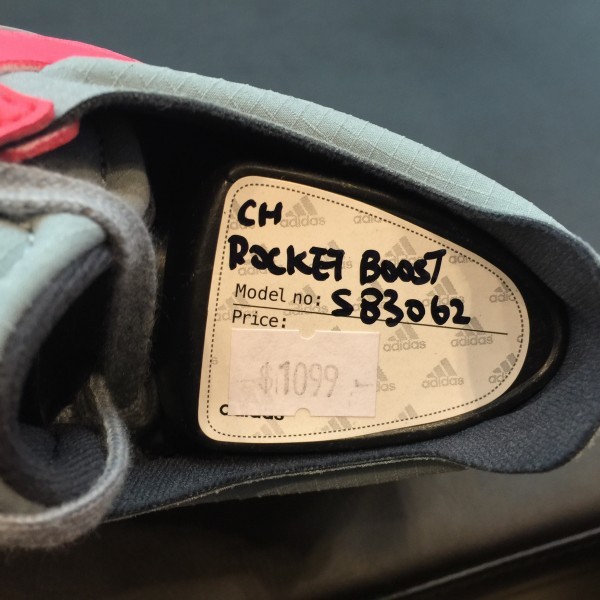 CH
ROCKET BOOST
Model no: S83062
Price:
$1099
adidas